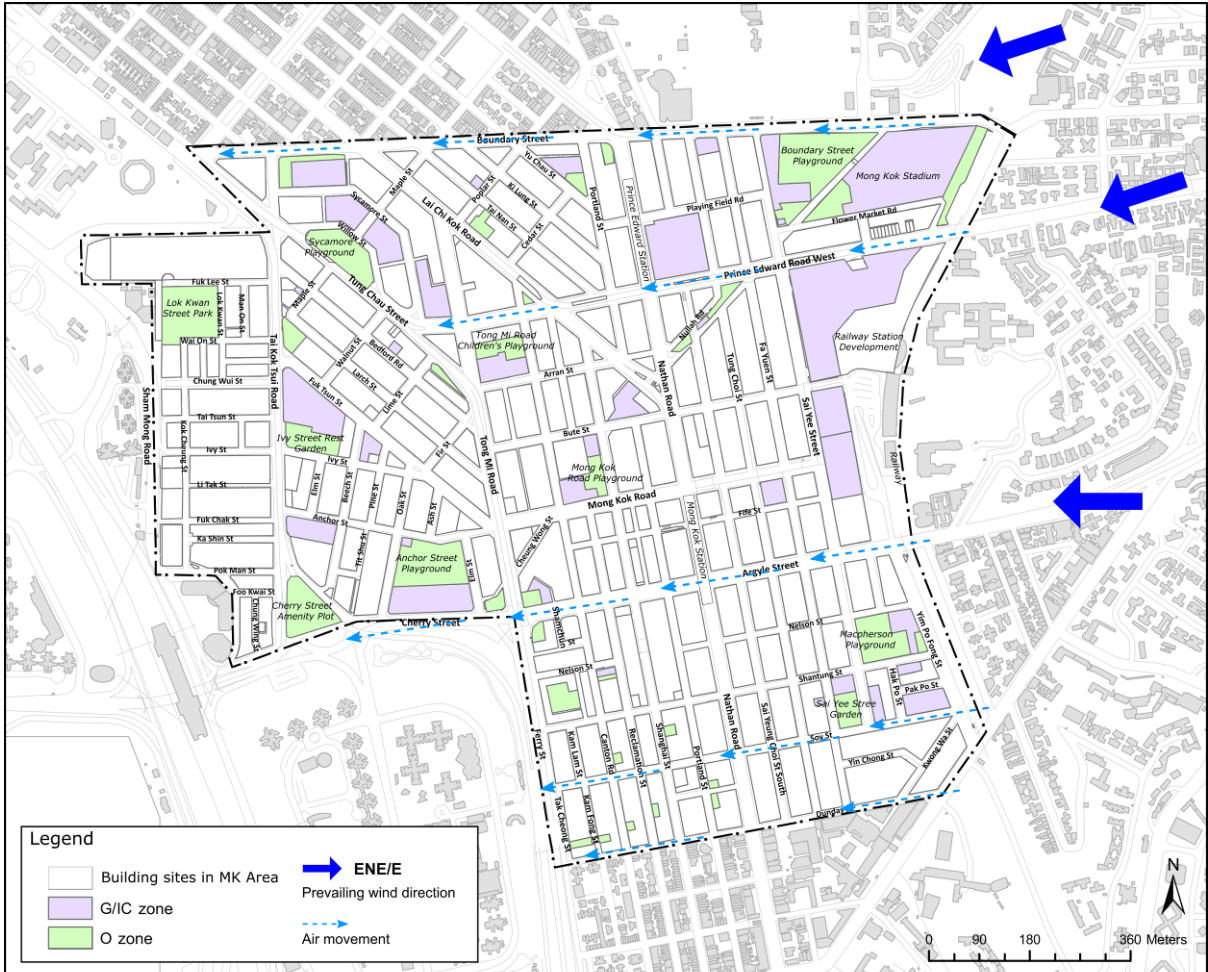 Boundary Street
Boundary Street
Playground
Mong Kok Stadium
Yu Chau St
Maple St
Poplar St
Ki Lung St
Tai Nan St
Cedar St
Portland St
Prince Edward Station
Playing Field Rd
Flower Market Rd
Sycamore St
Willow St
Lai Chi Kok Road
Sycamore
Playground
Prince Edward Road West
Fuk Lee St
Maple St
Tung Chau Street
Lok Kwan
Street Park
Lok Kwan St
Man On St
Wai On St
Tai Kok Tsui Road
Tong Mi Road
Children's Playground
Nullah Rd
Railway Station
Development
Walnut St
Bedford Rd
Larch St
Lime St
Fuk Tsun St
Fir St
Arran St
Nathan Road
Tung Choi St
Fa Yuen St
Sai Yee Street
Chung Wui St
Sham Mong Road
Tai Tsun St
Kok Cheung St
Ivy St
Ivy Street Rest
Garden
Ivy St
Tong Mi Road
Bute St
Mong Kok
Road Playground
Railway
Li Tak St
Elm St
Beech St
Pine St
Oak St
Ash St
Mong Kok Road
Mong Kok Station
Fife St
Fuk Chak St
Anchor St
Ka Shin St
Fit Shu St
Cheung Wong St
Anchor Street
Playground
Elm St
Argyle Street
Pok Man St
Foo Kwai St
Chung Wing St
Cherry Street
Amenity Plot
Cherry Street
Shamchun St
Nelson St
Nelson St
Macpherson
Playground
Yim Po Fong St
Shantung St
Hak Po St
Pak Po St
Sai Yee Stree
Garden
Ferry St
Kam Lam St
Canton Rd
Reclamation St
Shanghai St
Portland St
Nathan Road
Sai Yeung Choi St South
Soy St
Yin Chong St
Kwong Wa St
Tak Cheong St
Kam Fong St
Dundas
Legend
Building sites in MK Area
G/IC zone
O zone
ENE/E
Prevailing wind direction
Air movement
N
0 90 180 360 Meters